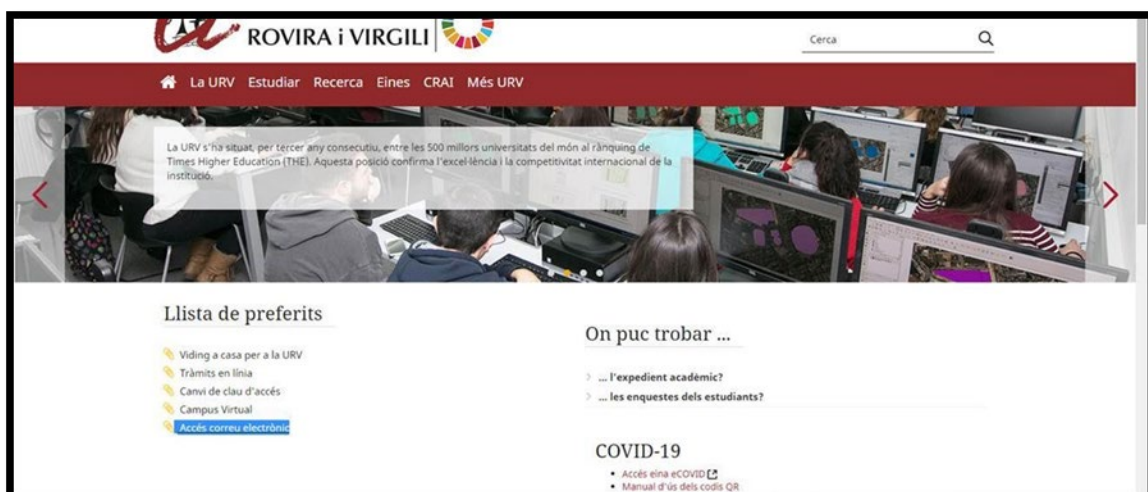 ROVIRA i VIRGILI
Cerca
La URV Estudiar Recerca Eines CRAI Més URV
La URV s'ha situat, per tercer any consecutiu, entre les 500 millors universitats del món al rànquing de
Times Higher Education (THE). Aquesta posició confirma l'excel·lència i la competitivitat internacional de la
institució.
Llista de preferits
Viding a casa per a la URV
Tràmits en línia
Canvi de clau d'accés
Campus Virtual
Accés correu electrònic
On puc trobar ...
... l'expedient acadèmic?
... les enquestes dels estudiants?
COVID-19
Accés eina eCOVID
Manual d'ús dels codis QR